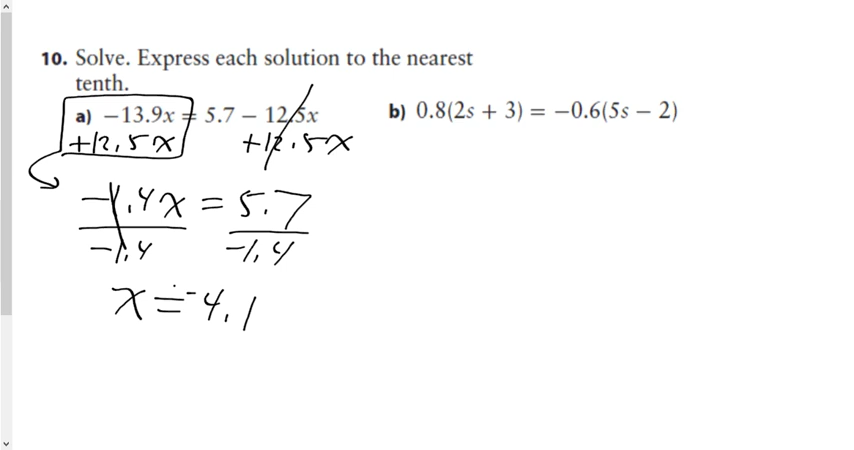 10. Solve. Express each solution to the nearest
tenth.
a) −13.9x = 5.7 − 12.5x
+12.5x +12.5x
−1.4x = 5.7
−1.4 −1.4
x ≐ −4.1
b) 0.8(2s + 3) = −0.6(5s − 2)